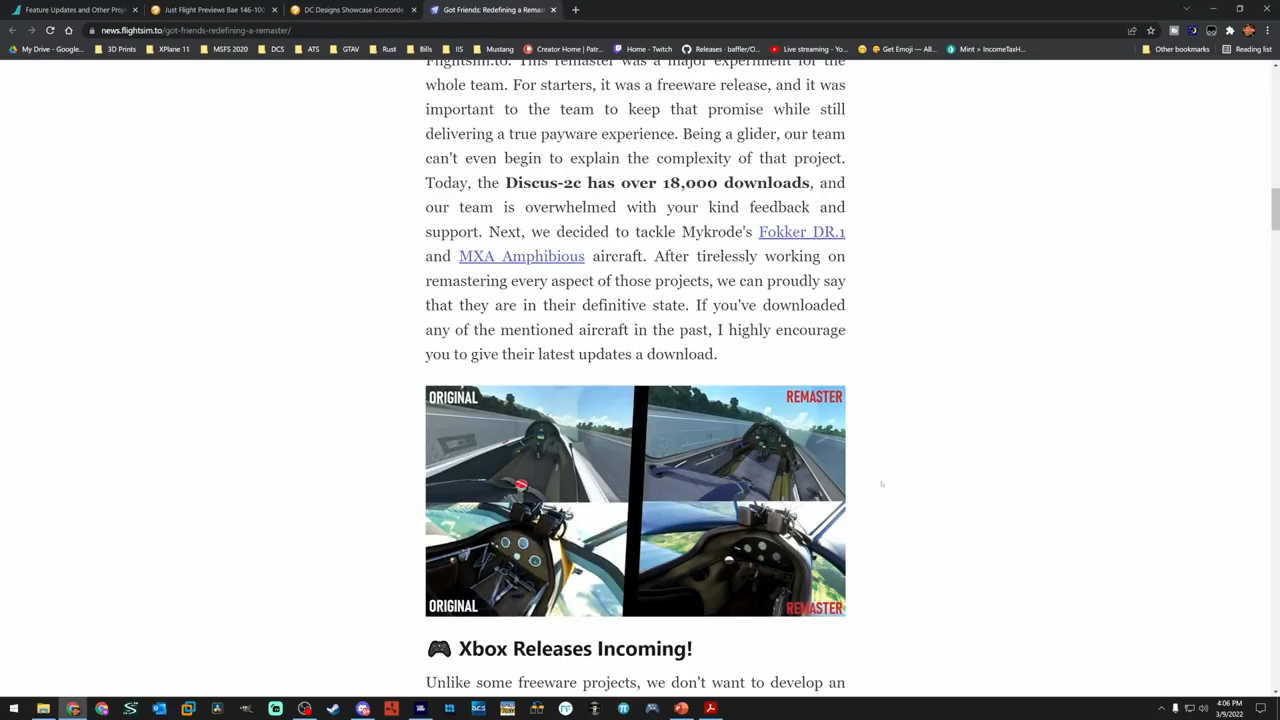 Feature Updates and Other Proj
Just Flight Previews BAe 146-100
DC Designs Showcase Concorde
Got Friends: Redefining a Remas
news.flightsim.to/got-friends-redefining-a-remaster/
My Drive - Google...
3D Prints
XPlane 11
MSFS 2020
DCS
ATS
GTAV
Rust
Bills
IIS
Mustang
Creator Home | Patr...
Home - Twitch
Releases · baffler/O...
Live streaming - Yo...
Get Emoji — All...
Mint > IncomeTaxH...
Other bookmarks
Reading list
Flightsim.to. This remaster was a major experiment for the
whole team. For starters, it was a freeware release, and it was
important to the team to keep that promise while still
delivering a true payware experience. Being a glider, our team
can't even begin to explain the complexity of that project.
Today, the Discus-2c has over 18,000 downloads, and
our team is overwhelmed with your kind feedback and
support. Next, we decided to tackle Mykrode's Fokker DR.1
and MXA Amphibious aircraft. After tirelessly working on
remastering every aspect of those projects, we can proudly say
that they are in their definitive state. If you've downloaded
any of the mentioned aircraft in the past, I highly encourage
you to give their latest updates a download.
ORIGINAL
REMASTER
ORIGINAL
REMASTER
Xbox Releases Incoming!
Unlike some freeware projects, we don't want to develop an
4:06 PM
3/9/2022